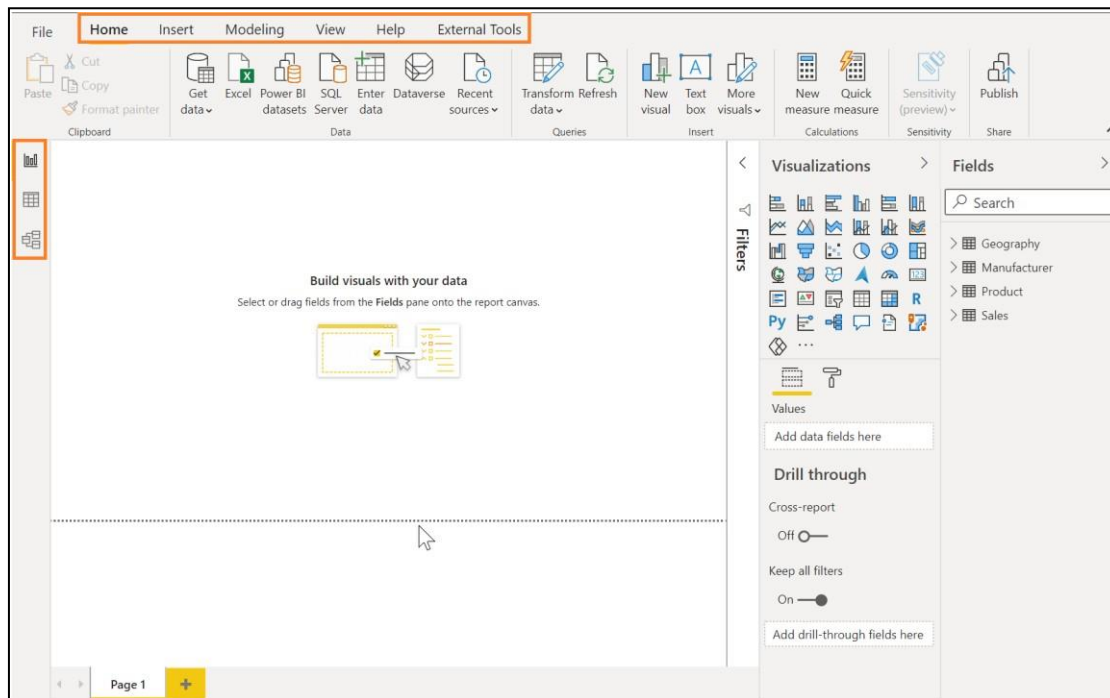 File Home Insert Modeling View Help External Tools
Paste
Cut
Copy
Format painter
Get data
Excel
Power BI datasets
SQL Server
Enter data
Dataverse
Recent sources
Transform data
Refresh
New visual
Text box
More visuals
New measure
Quick measure
Sensitivity (preview)
Publish
Clipboard Data Queries Insert Calculations Sensitivity Share
Build visuals with your data
Select or drag fields from the Fields pane onto the report canvas.
Filters
Visualizations
123
R
Py
Values
Add data fields here
Drill through
Cross-report
Off
Keep all filters
On
Add drill-through fields here
Fields
Search
Geography
Manufacturer
Product
Sales
Page 1